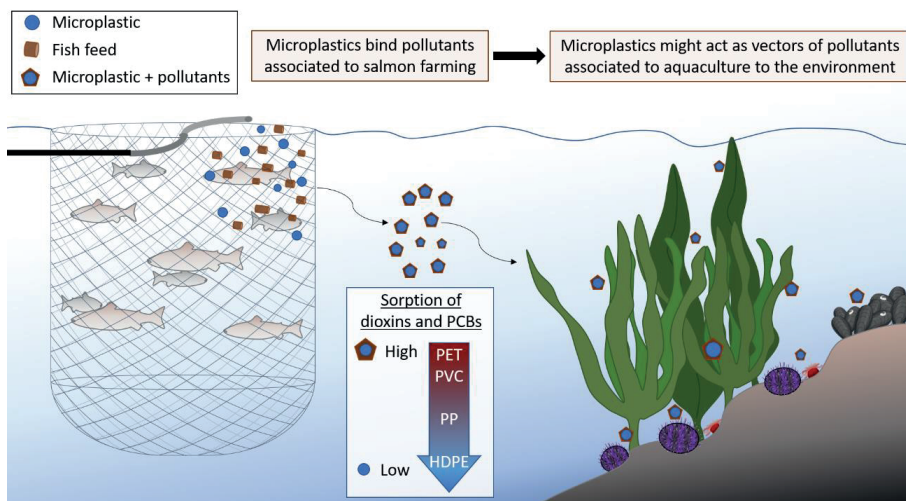 Microplastic
Fish feed
Microplastic + pollutants
Microplastics bind pollutants
associated to salmon farming
Microplastics might act as vectors of pollutants
associated to aquaculture to the environment
Sorption of
dioxins and PCBs
High
PET
PVC
PP
HDPE
Low